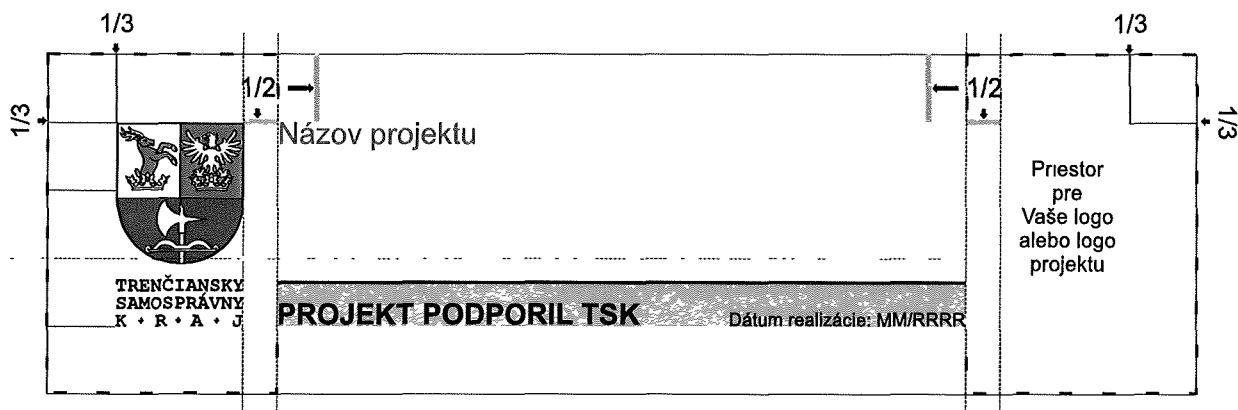 1/3
1/3
1/2
1/2
1/3
1/3
Názov projektu
Priestor
pre
Vaše logo
alebo logo
projektu
TRENČIANSKY
SAMOSPRÁVNY
K • R • A • J
PROJEKT PODPORIL TSK
Dátum realizácie: MM/RRRR